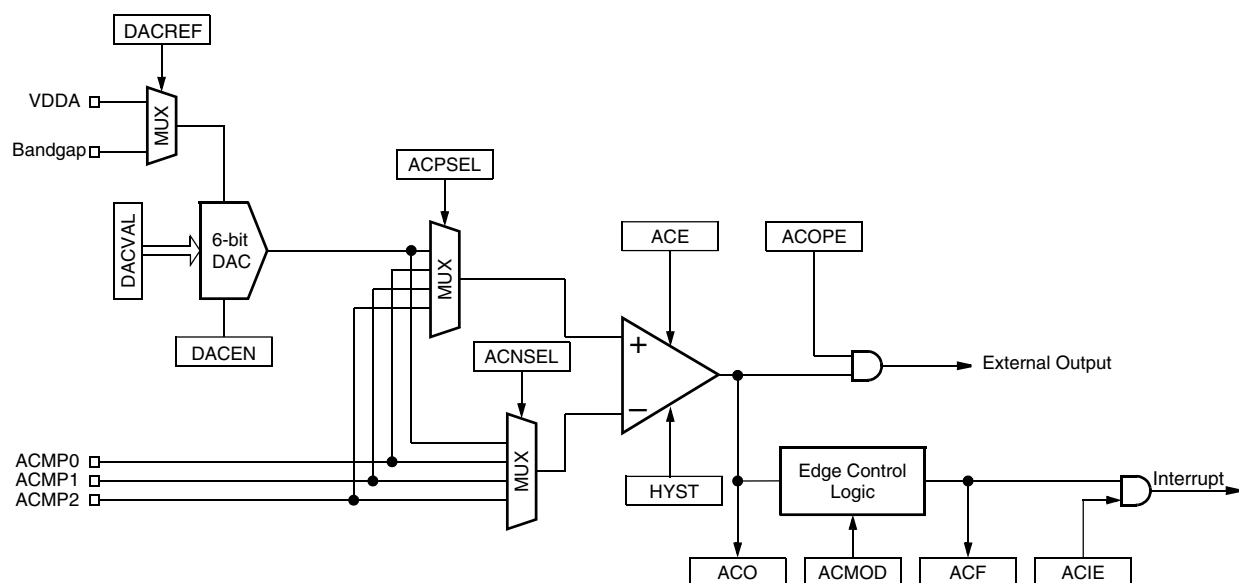 DACREF
VDDA
MUX
Bandgap
ACPSEL
DACVAL
6-bit
DAC
MUX
ACE
ACOPE
DACEN
ACNSEL
+
−
External Output
MUX
ACMP0
ACMP1
ACMP2
HYST
Edge Control
Logic
Interrupt
ACO
ACMOD
ACF
ACIE